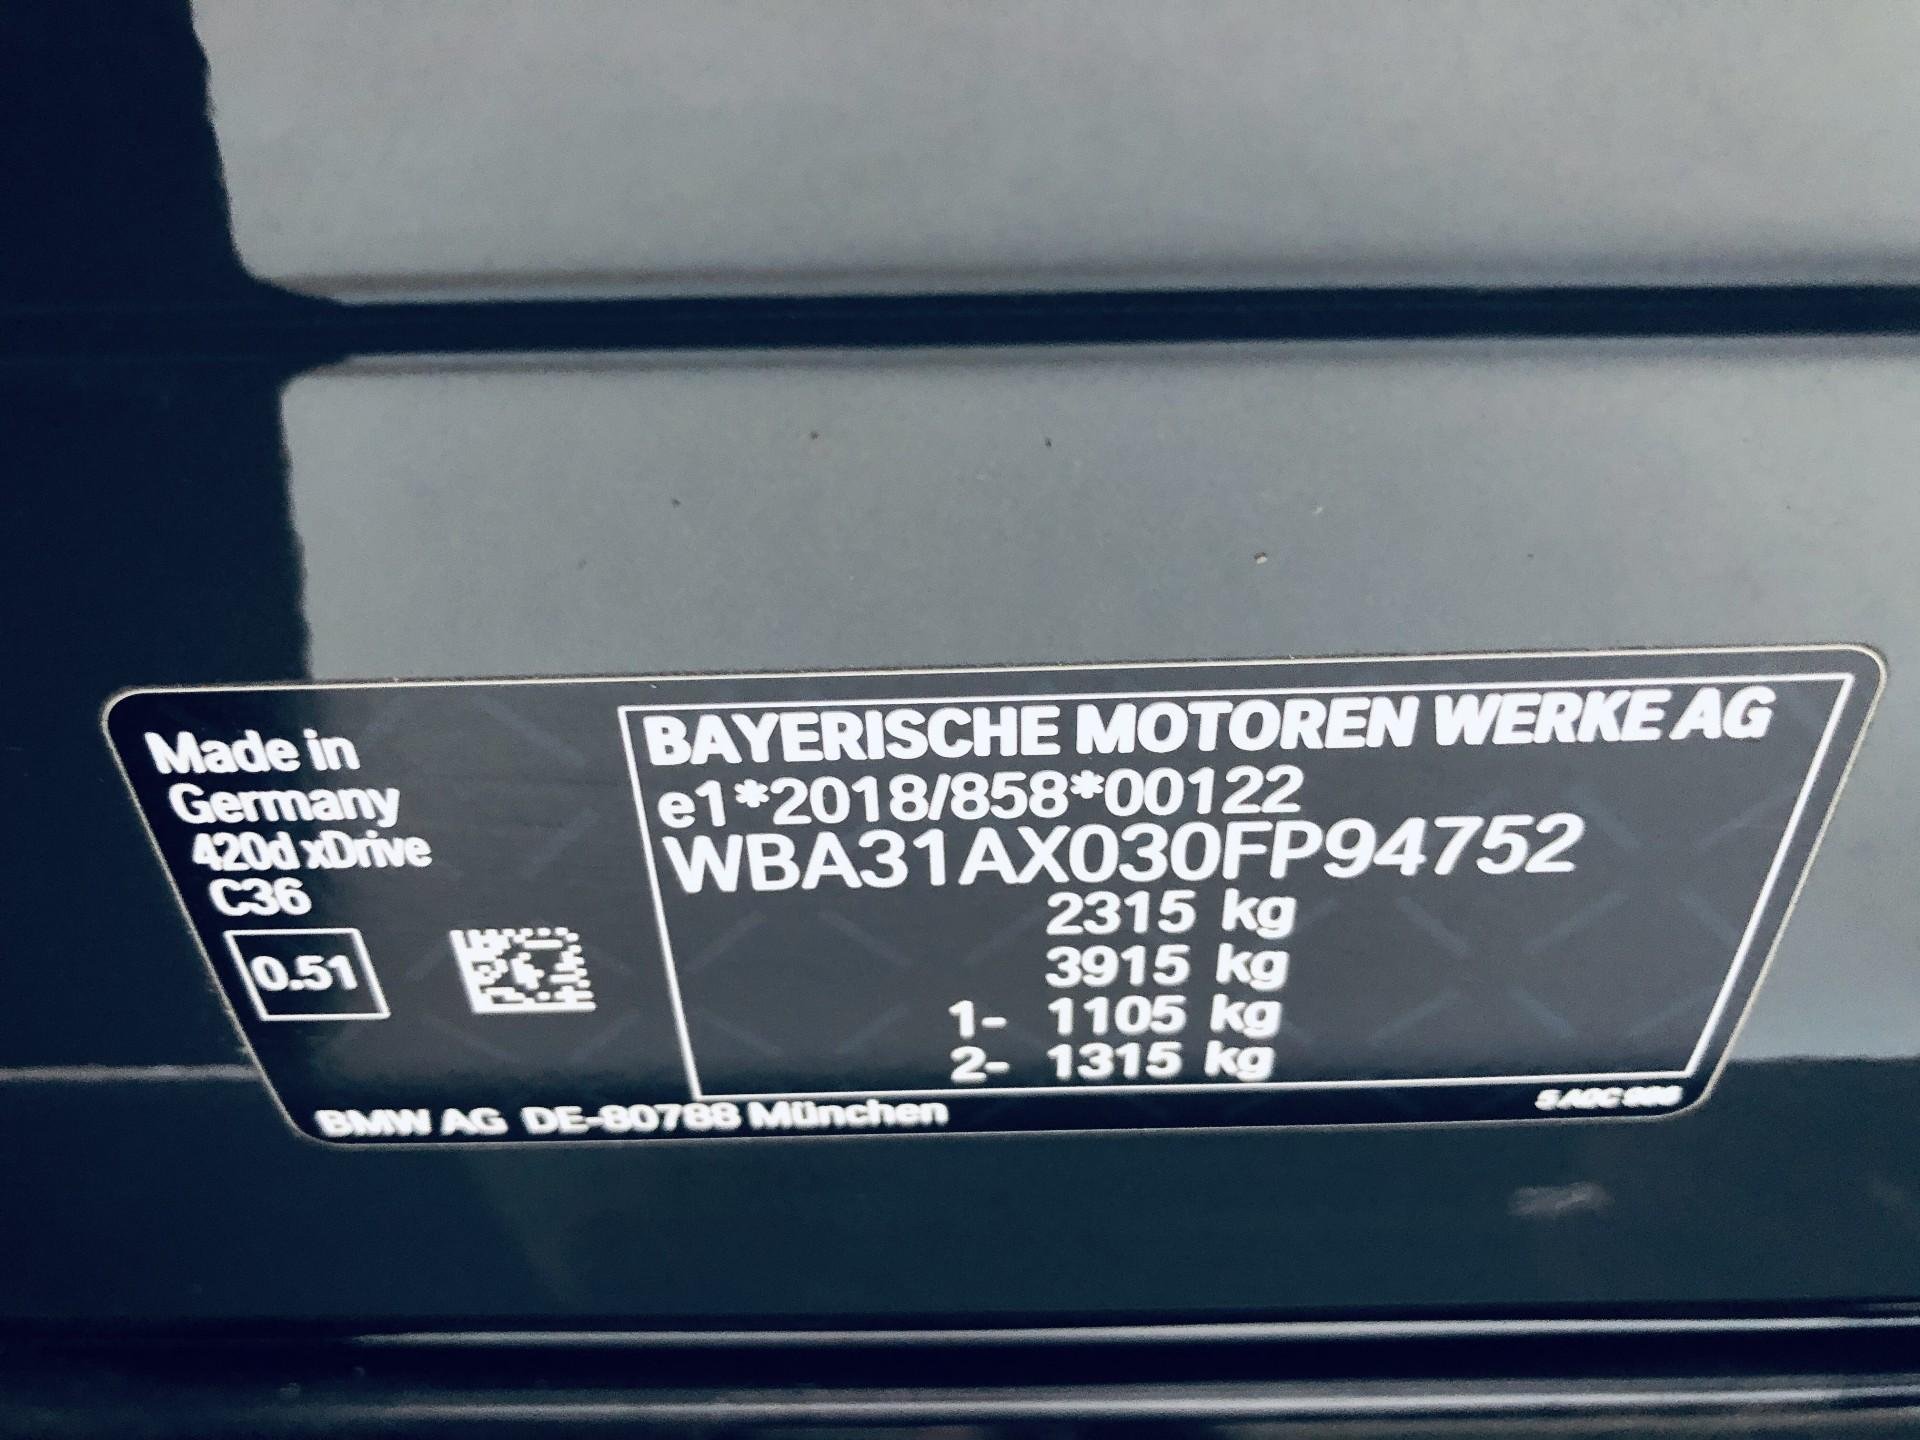 Made in
Germany
420d xDrive
C36
0.51
BAYERISCHE MOTOREN WERKE AG
e1*2018/858*00122
WBA31AX030FP94752
2315 kg
3915 kg
1- 1105 kg
2- 1315 kg
BMW AG DE-80788 München